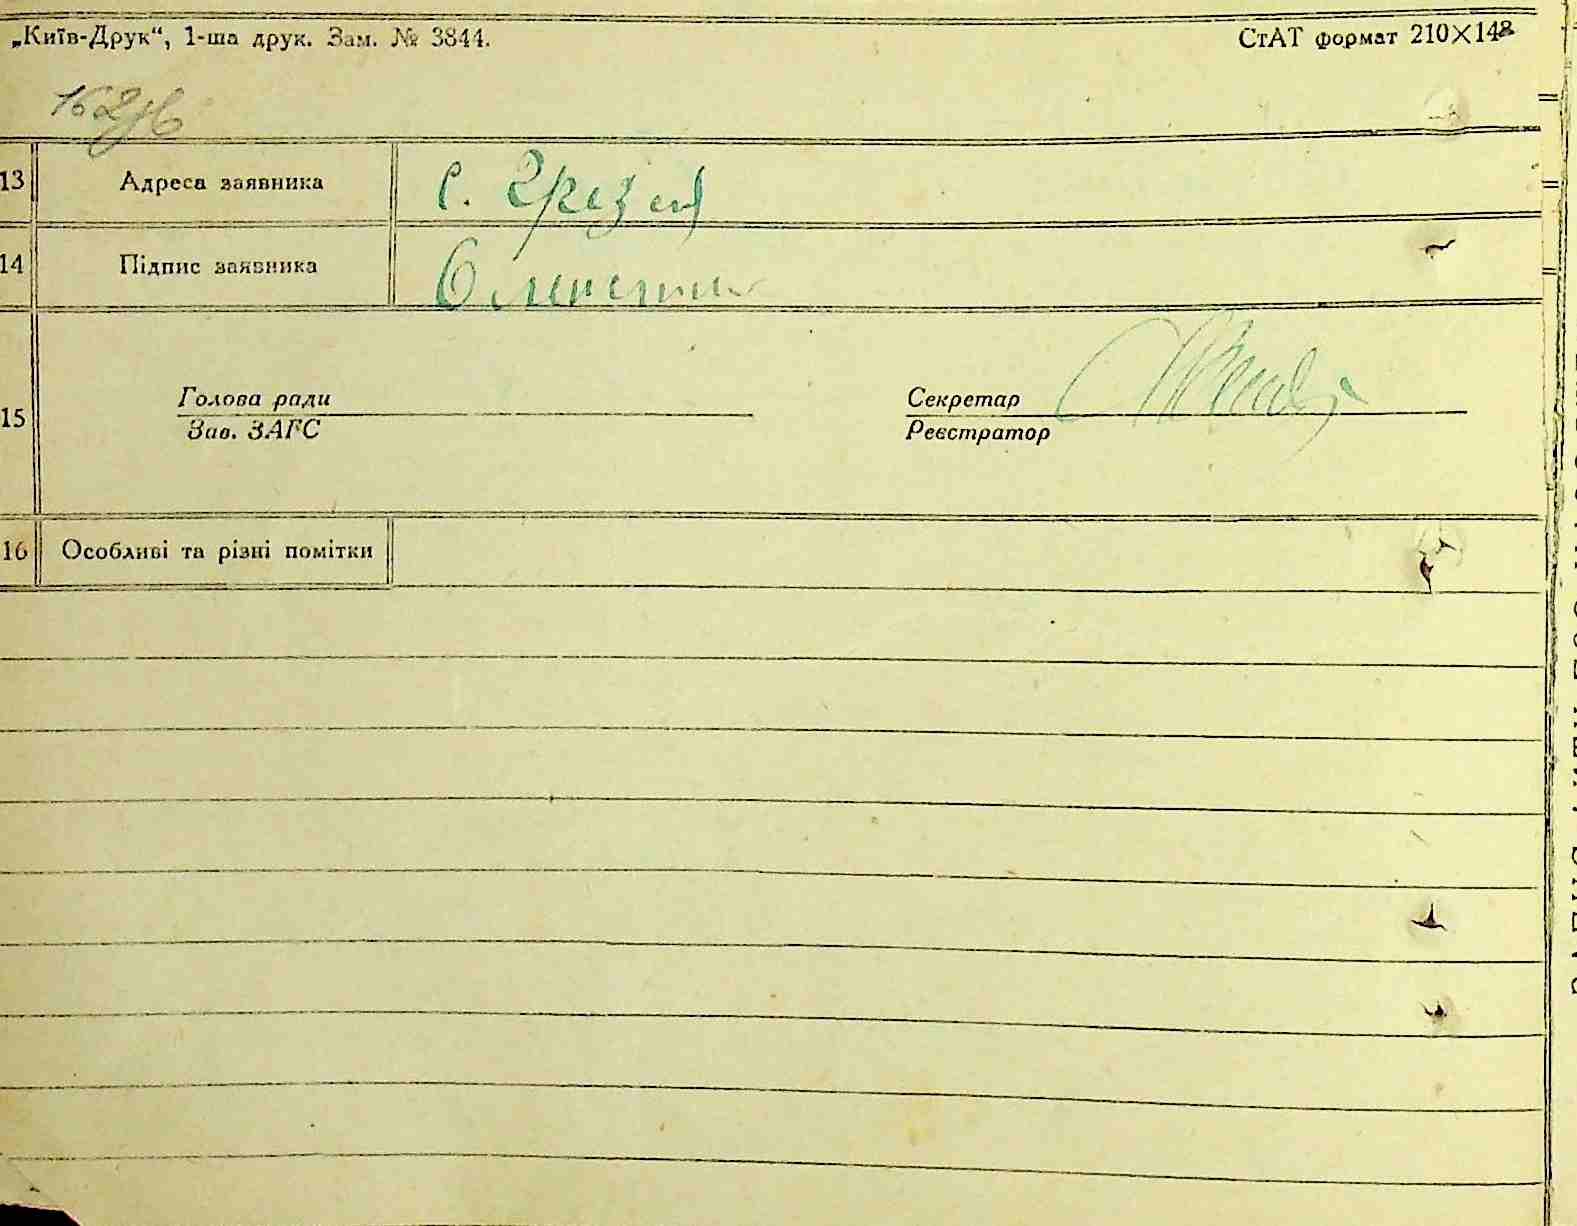 „Київ-Друк“, 1-ша друк. Зам. № 3844. СтАТ формат 210×148
13 Адреса заявника с. Грезля
14 Підпис заявника
15 Голова ради Секретар
Зав. ЗАГС Реєстратор
16 Особливі та різні помітки